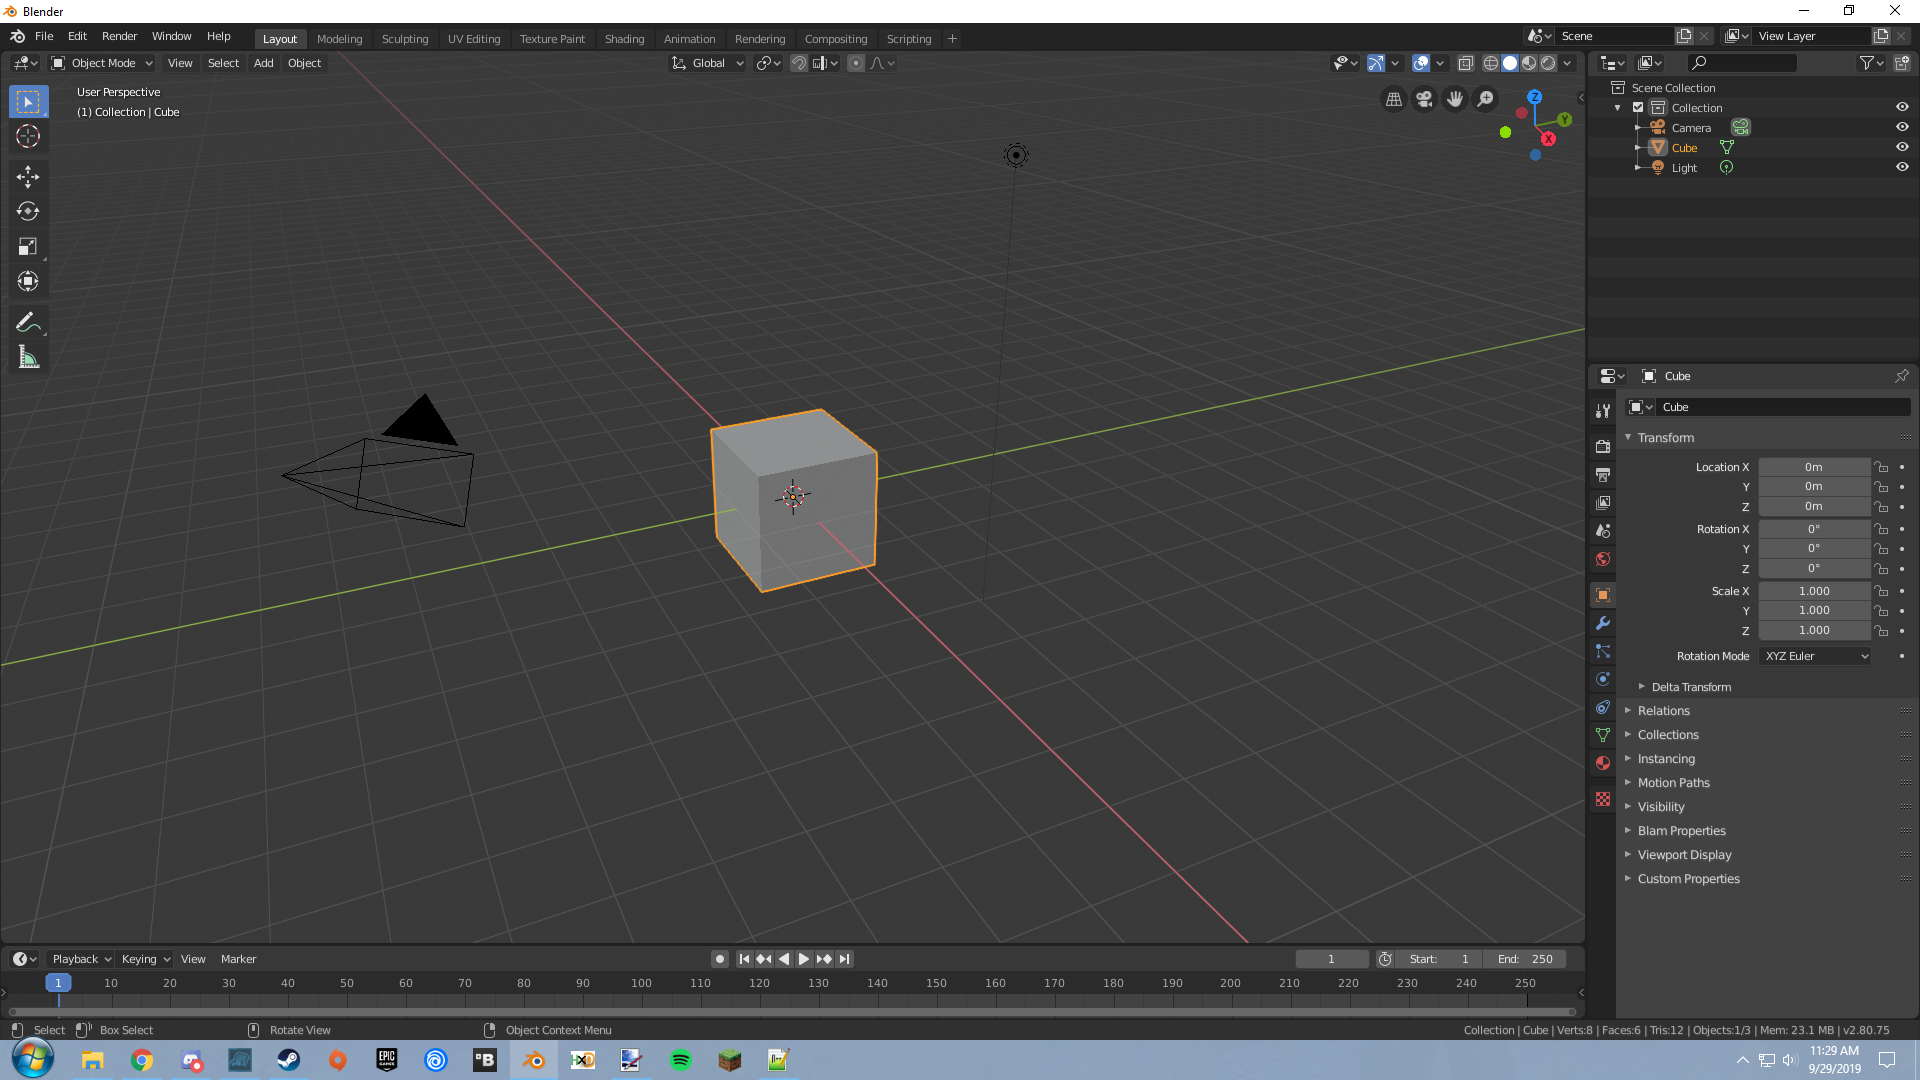 Blender
File Edit Render Window Help
Layout Modeling Sculpting UV Editing Texture Paint Shading Animation Rendering Compositing Scripting +
Scene
View Layer
Object Mode View Select Add Object
Global
User Perspective
(1) Collection | Cube
Z
Y
X
Scene Collection
Collection
Camera
Cube
Light
Cube
Cube
Transform
Location X 0m
Y 0m
Z 0m
Rotation X 0°
Y 0°
Z 0°
Scale X 1.000
Y 1.000
Z 1.000
Rotation Mode XYZ Euler
Delta Transform
Relations
Collections
Instancing
Motion Paths
Visibility
Blam Properties
Viewport Display
Custom Properties
Playback Keying View Marker
1
Start: 1
End: 250
1 10 20 30 40 50 60 70 80 90 100 110 120 130 140 150 160 170 180 190 200 210 220 230 240 250
Select Box Select Rotate View Object Context Menu
Collection | Cube | Verts:8 | Faces:6 | Tris:12 | Objects:1/3 | Mem: 23.1 MB | v2.80.75
EPIC GAMES
B
11:29 AM
9/29/2019